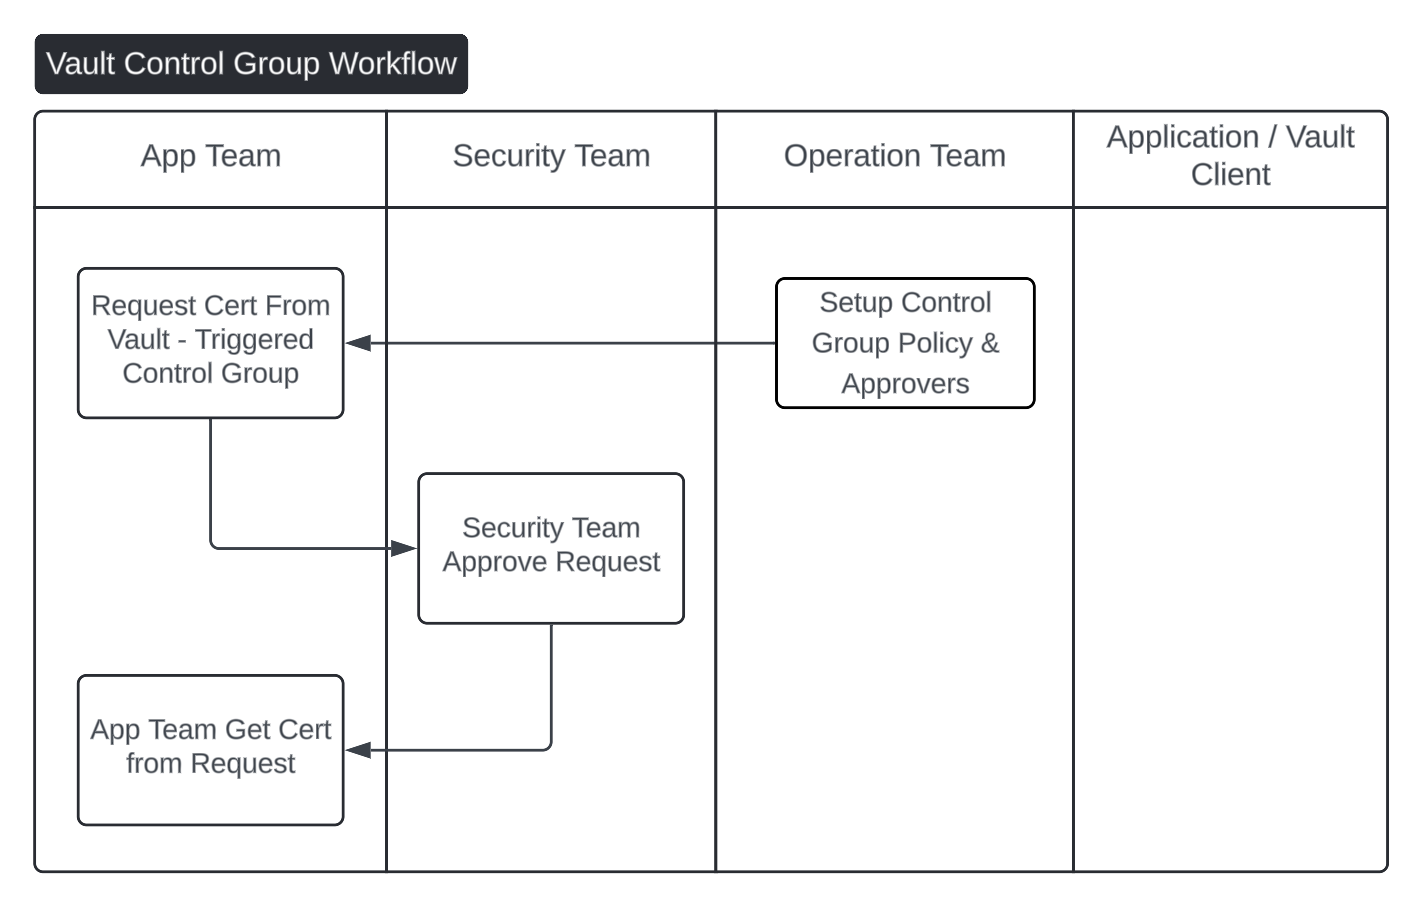 Vault Control Group Workflow
App Team
Security Team
Operation Team
Application / Vault
Client
Request Cert From
Vault - Triggered
Control Group
Setup Control
Group Policy &
Approvers
Security Team
Approve Request
App Team Get Cert
from Request